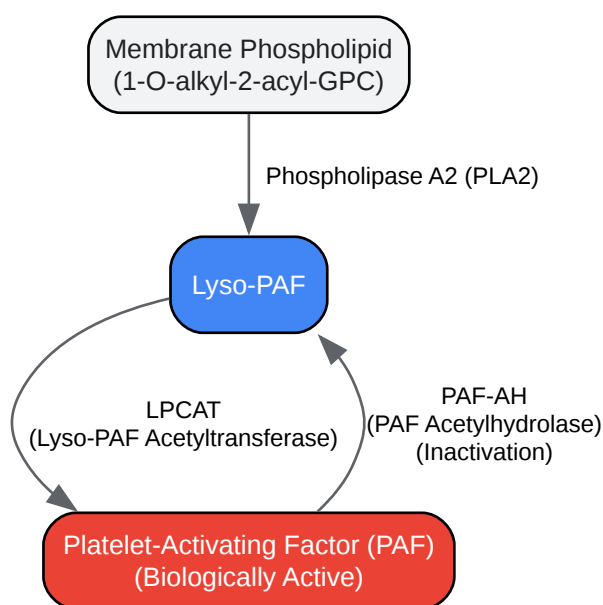 Membrane Phospholipid
(1-O-alkyl-2-acyl-GPC)
Phospholipase A2 (PLA2)
Lyso-PAF
LPCAT
(Lyso-PAF Acetyltransferase)
PAF-AH
(PAF Acetylhydrolase)
(Inactivation)
Platelet-Activating Factor (PAF)
(Biologically Active)